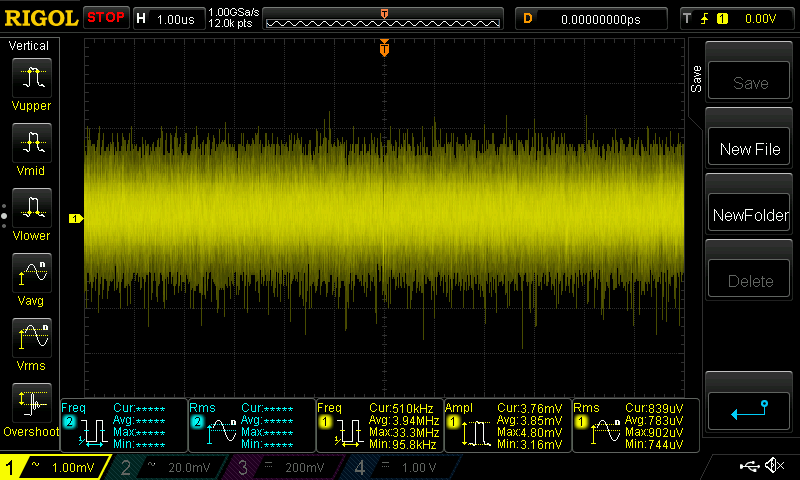 RIGOL STOP H 1.00us 1.00GSa/s 12.0k pts T D 0.00000000ps T 1 0.00V
Vertical
Vupper
Vmid
Vlower
Vavg
n
Vrms
n
Overshoot
T
1
Save
Save
New File
NewFolder
Delete
Freq 2 Cur:***** Avg:***** Max:***** Min:*****
Rms 2 Cur:***** Avg:***** Max:***** Min:*****
Freq 1 Cur:510kHz Avg:3.94MHz Max:33.3MHz Min:95.8kHz
Ampl 1 Cur:3.76mV Avg:3.85mV Max:4.80mV Min:3.16mV
Rms 1 Cur:839uV Avg:783uV Max:902uV Min:744uV
1 ~ 1.00mV 2 ~ 20.0mV 3 = 200mV 4 = 1.00 V